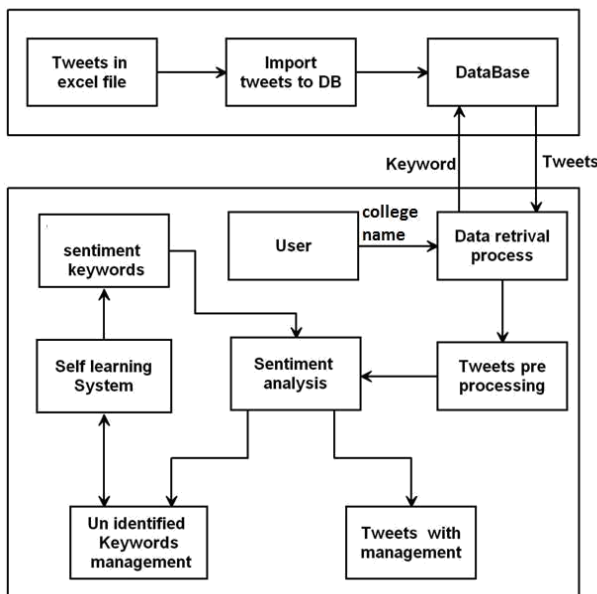 Tweets in
excel file
Import
tweets to DB
DataBase
Keyword
Tweets
sentiment
keywords
User
college
name
Data retrival
process
Self learning
System
Sentiment
analysis
Tweets pre
processing
Un identified
Keywords
management
Tweets with
management